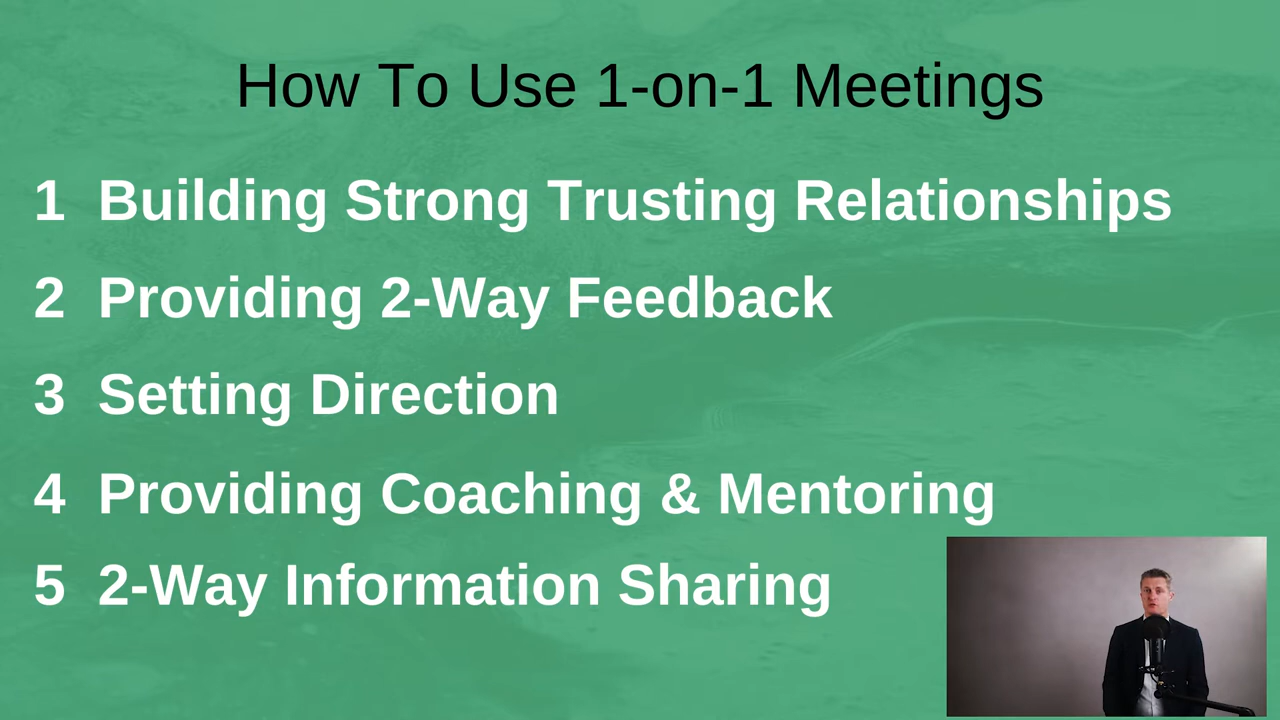 How To Use 1-on-1 Meetings
1 Building Strong Trusting Relationships
2 Providing 2-Way Feedback
3 Setting Direction
4 Providing Coaching & Mentoring
5 2-Way Information Sharing